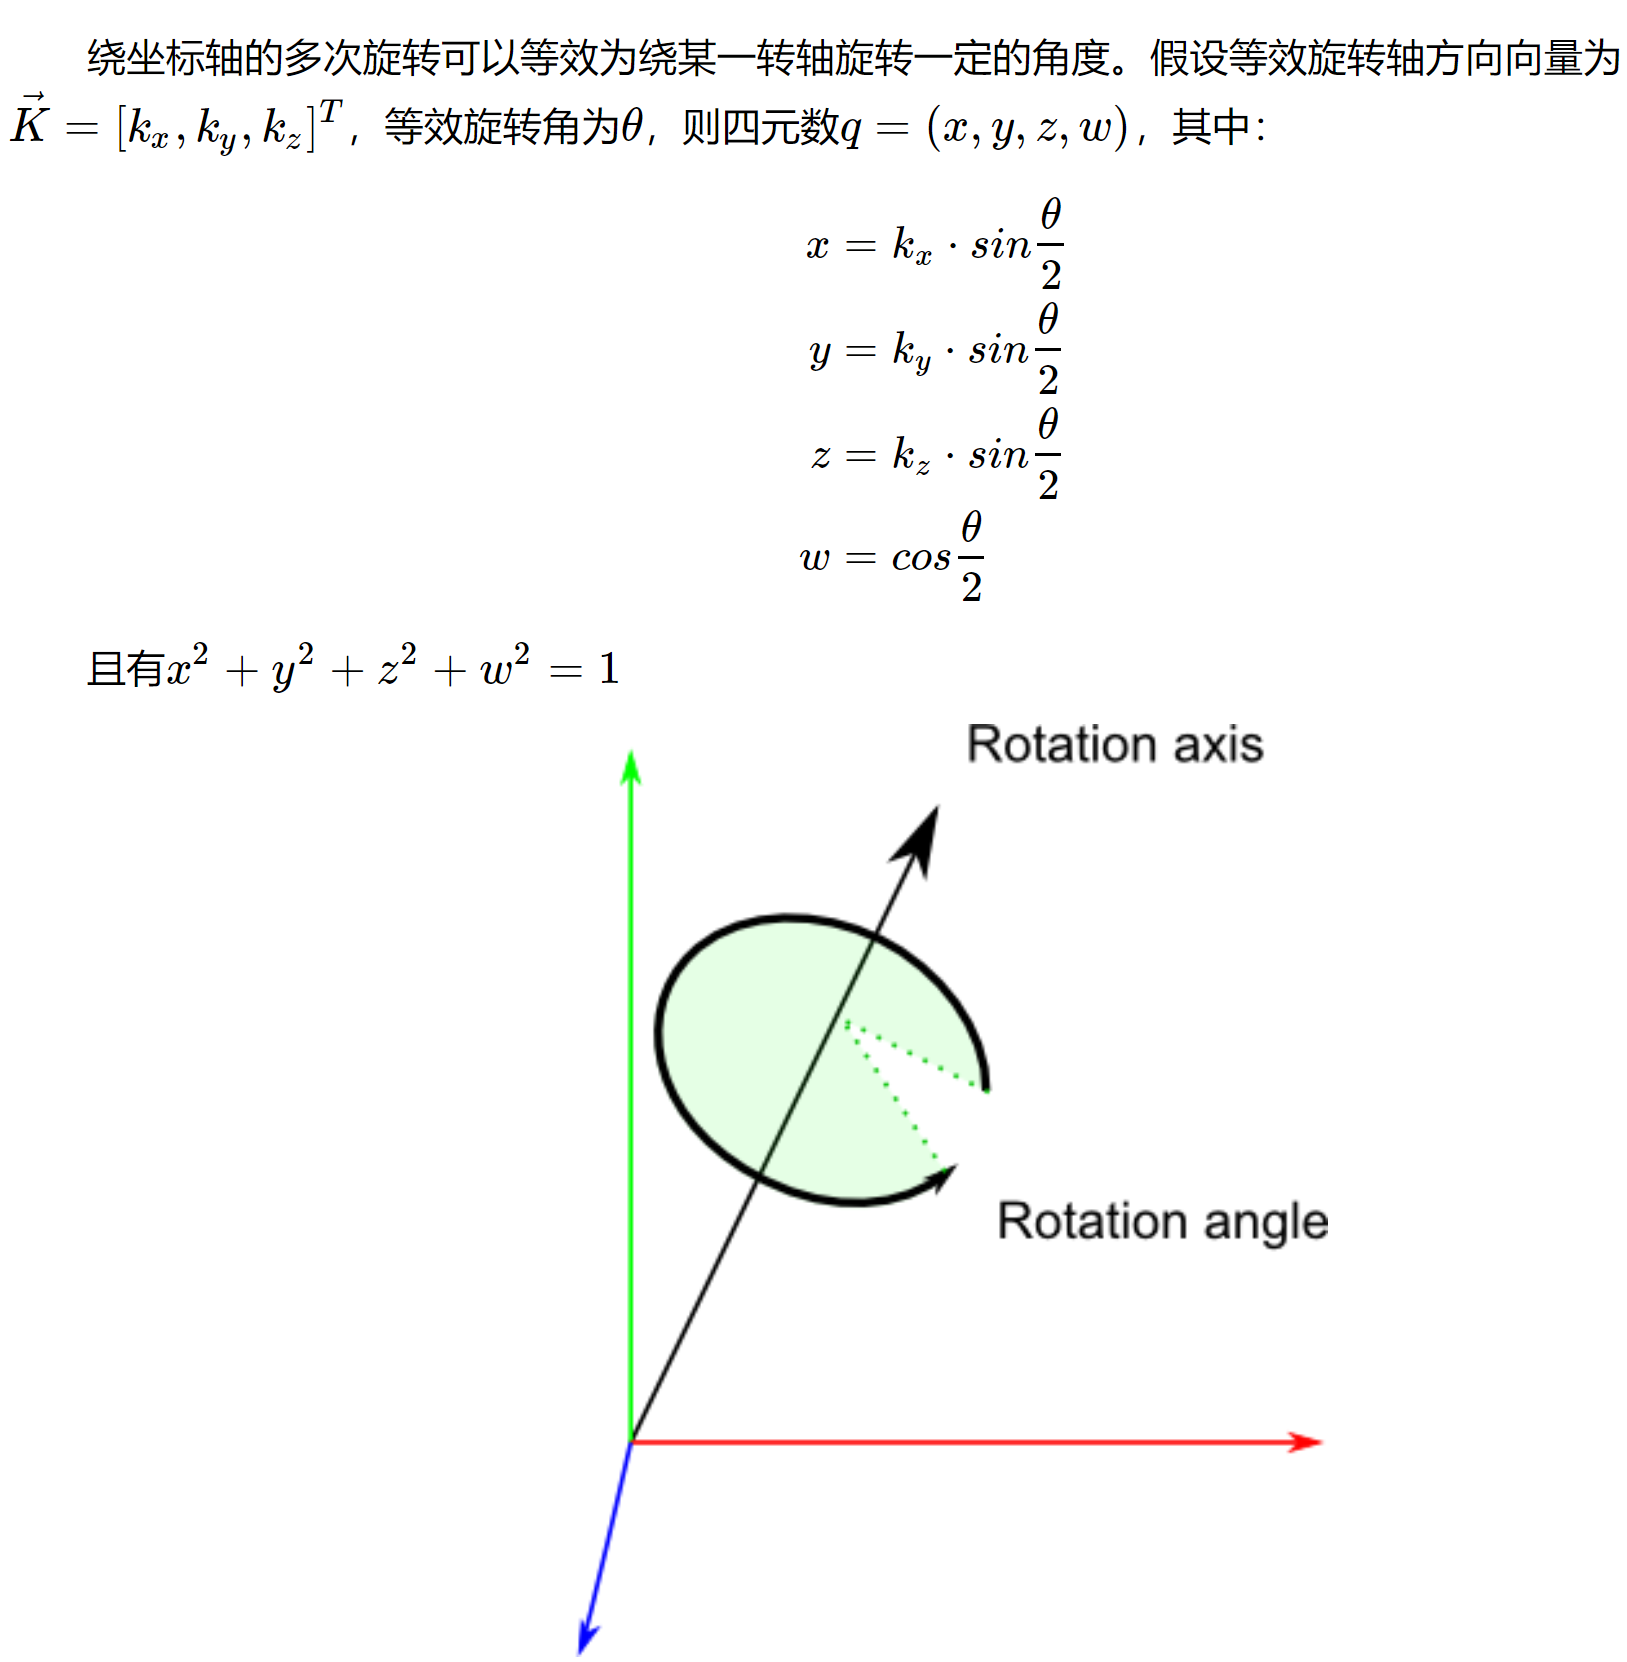 绕坐标轴的多次旋转可以等效为绕某一转轴旋转一定的角度。假设等效旋转轴方向向量为
$\vec{K} = [k_x, k_y, k_z]^T$，等效旋转角为$\theta$，则四元数$q = (x, y, z, w)$，其中：
$x = k_x \cdot sin\frac{\theta}{2}$
$y = k_y \cdot sin\frac{\theta}{2}$
$z = k_z \cdot sin\frac{\theta}{2}$
$w = cos\frac{\theta}{2}$
且有$x^2 + y^2 + z^2 + w^2 = 1$
Rotation axis
Rotation angle